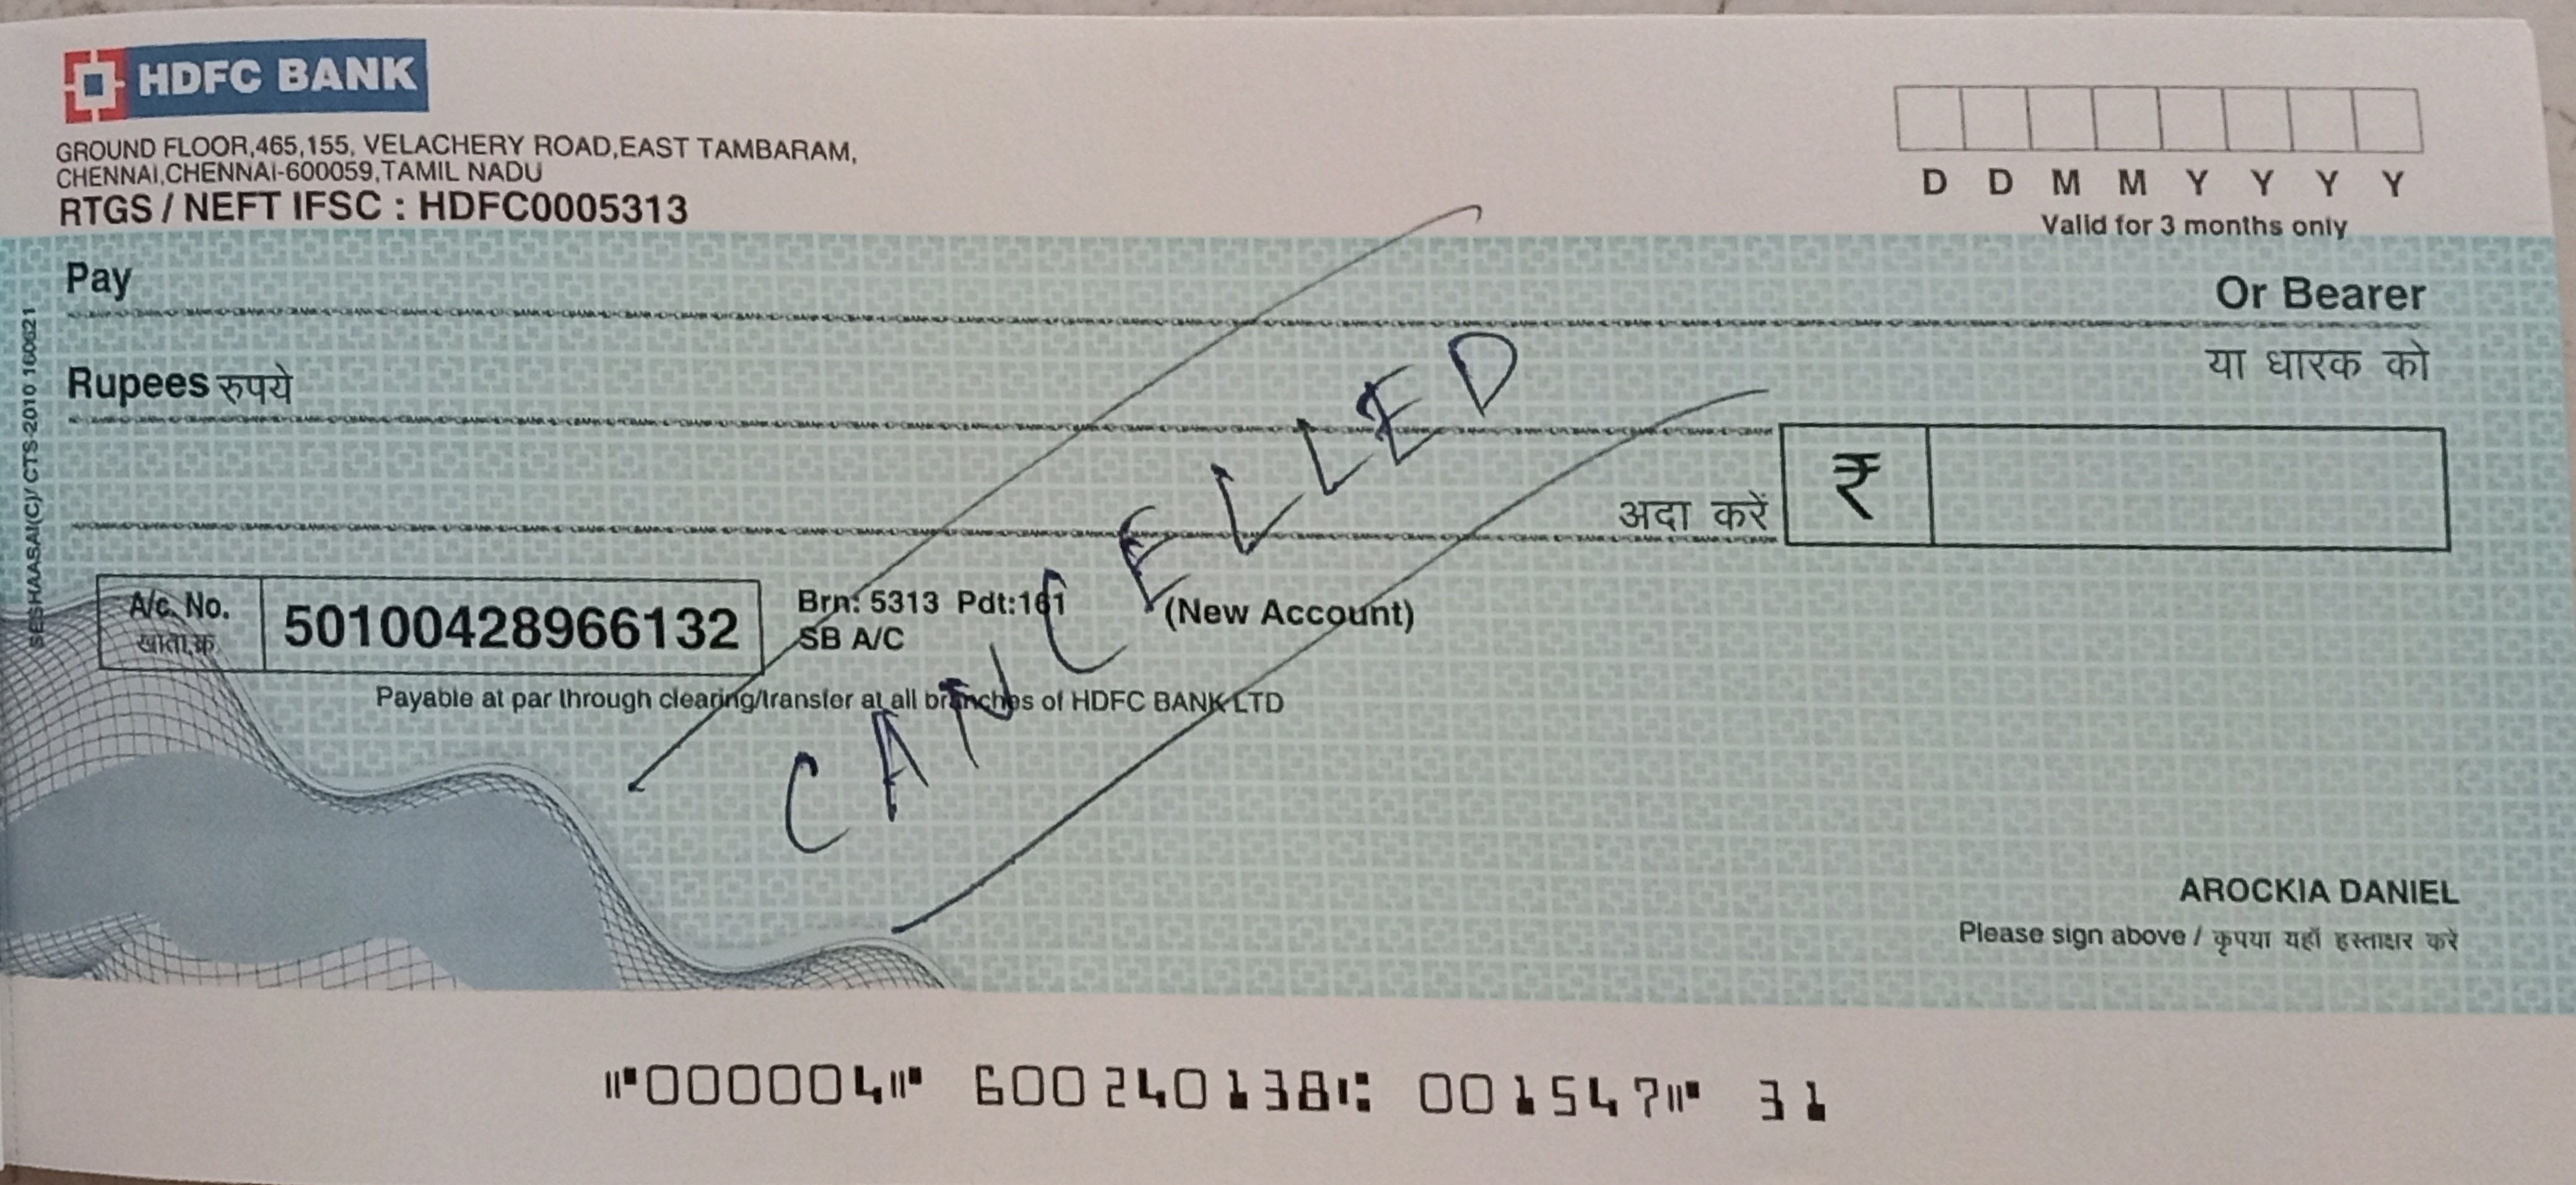 HDFC BANK
GROUND FLOOR,465,155, VELACHERY ROAD,EAST TAMBARAM,
CHENNAI,CHENNAI-600059,TAMIL NADU
RTGS / NEFT IFSC : HDFC0005313
D D M M Y Y Y Y
Valid for 3 months only
Pay
Or Bearer
या धारक को
Rupees रुपये
अदा करें ₹
CANCELLED
A/c. No. 50100428966132
खाता.क्र.
Brn: 5313 Pdt:161 (New Account)
SB A/C
Payable at par through clearing/transfer at all branches of HDFC BANK LTD
AROCKIA DANIEL
Please sign above / कृपया यहाँ हस्ताक्षर करें
SESHAASAI(C)/ CTS-2010 160621
⑈000004⑈ 600240138⑆ 001547⑈ 31